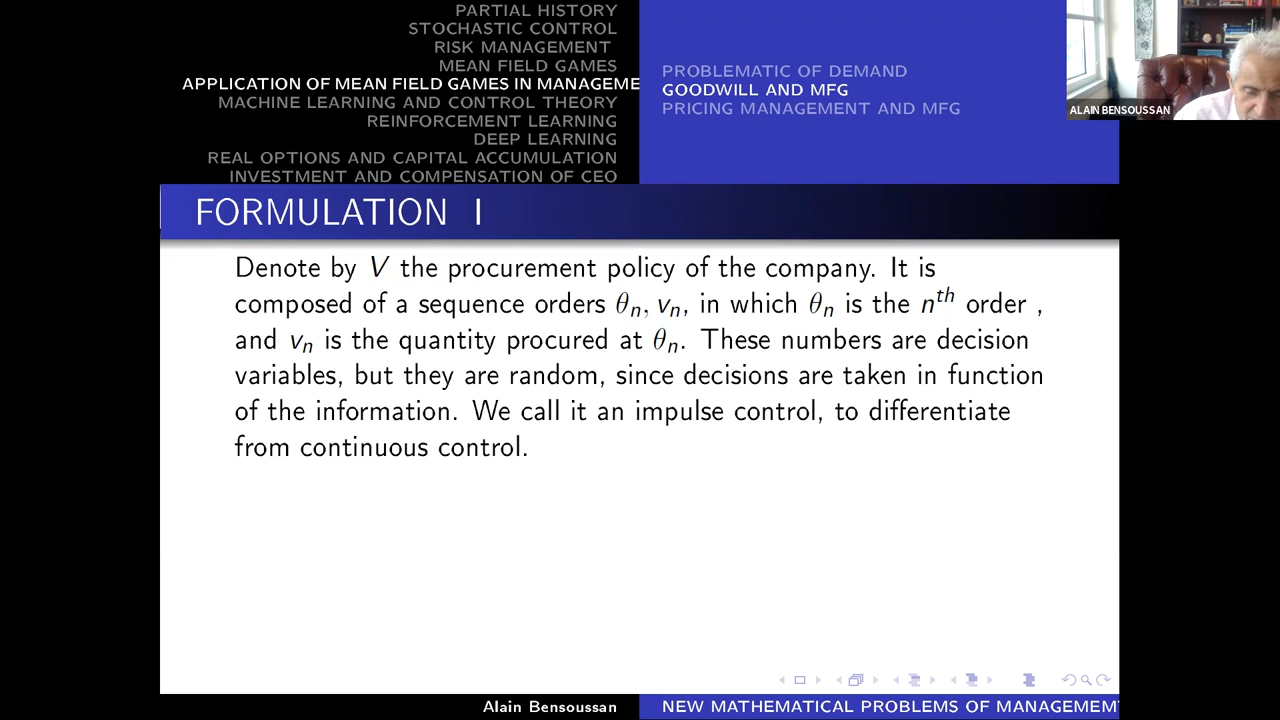 PARTIAL HISTORY
STOCHASTIC CONTROL
RISK MANAGEMENT
MEAN FIELD GAMES
APPLICATION OF MEAN FIELD GAMES IN MANAGEME
MACHINE LEARNING AND CONTROL THEORY
REINFORCEMENT LEARNING
DEEP LEARNING
REAL OPTIONS AND CAPITAL ACCUMULATION
INVESTMENT AND COMPENSATION OF CEO
PROBLEMATIC OF DEMAND
GOODWILL AND MFG
PRICING MANAGEMENT AND MFG
ALAIN BENSOUSSAN
FORMULATION I
Denote by V the procurement policy of the company. It is
composed of a sequence orders θₙ, vₙ, in which θₙ is the nᵗʰ order ,
and vₙ is the quantity procured at θₙ. These numbers are decision
variables, but they are random, since decisions are taken in function
of the information. We call it an impulse control, to differentiate
from continuous control.
Alain Bensoussan
NEW MATHEMATICAL PROBLEMS OF MANAGEMENT